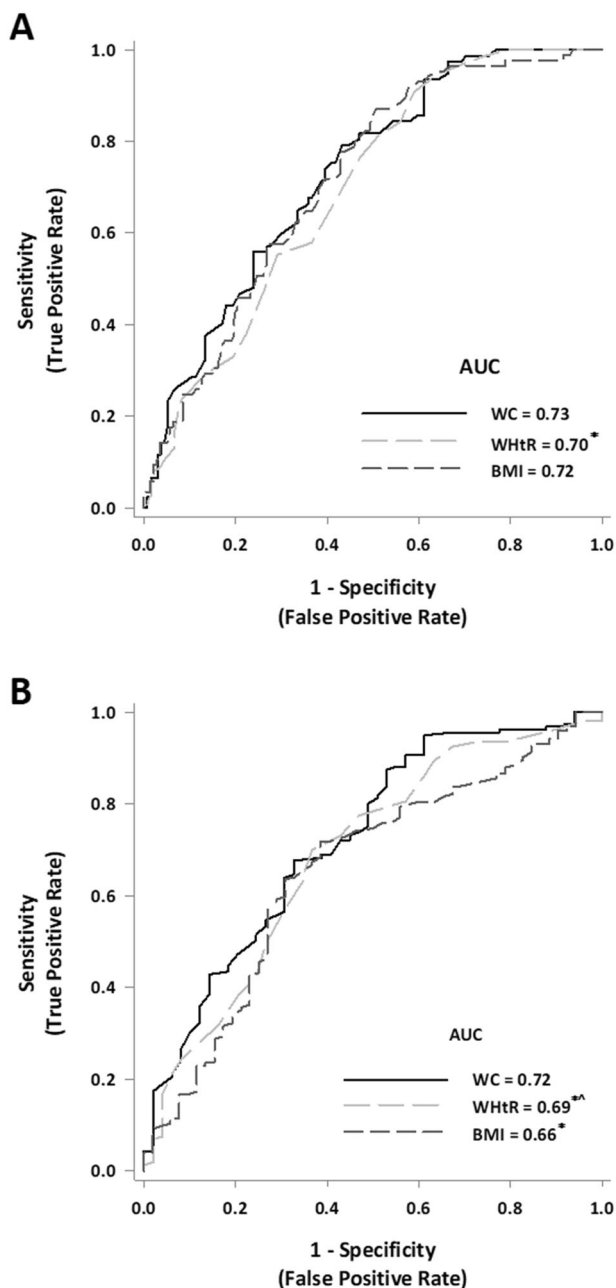 A
1.0
0.8
0.6
0.4
0.2
0.0
Sensitivity
(True Positive Rate)
AUC
WC = 0.73
WHtR = 0.70*
BMI = 0.72
0.0 0.2 0.4 0.6 0.8 1.0
1 - Specificity
(False Positive Rate)
B
1.0
0.8
0.6
0.4
0.2
0.0
Sensitivity
(True Positive Rate)
AUC
WC = 0.72
WHtR = 0.69*^
BMI = 0.66*
0.0 0.2 0.4 0.6 0.8 1.0
1 - Specificity
(False Positive Rate)